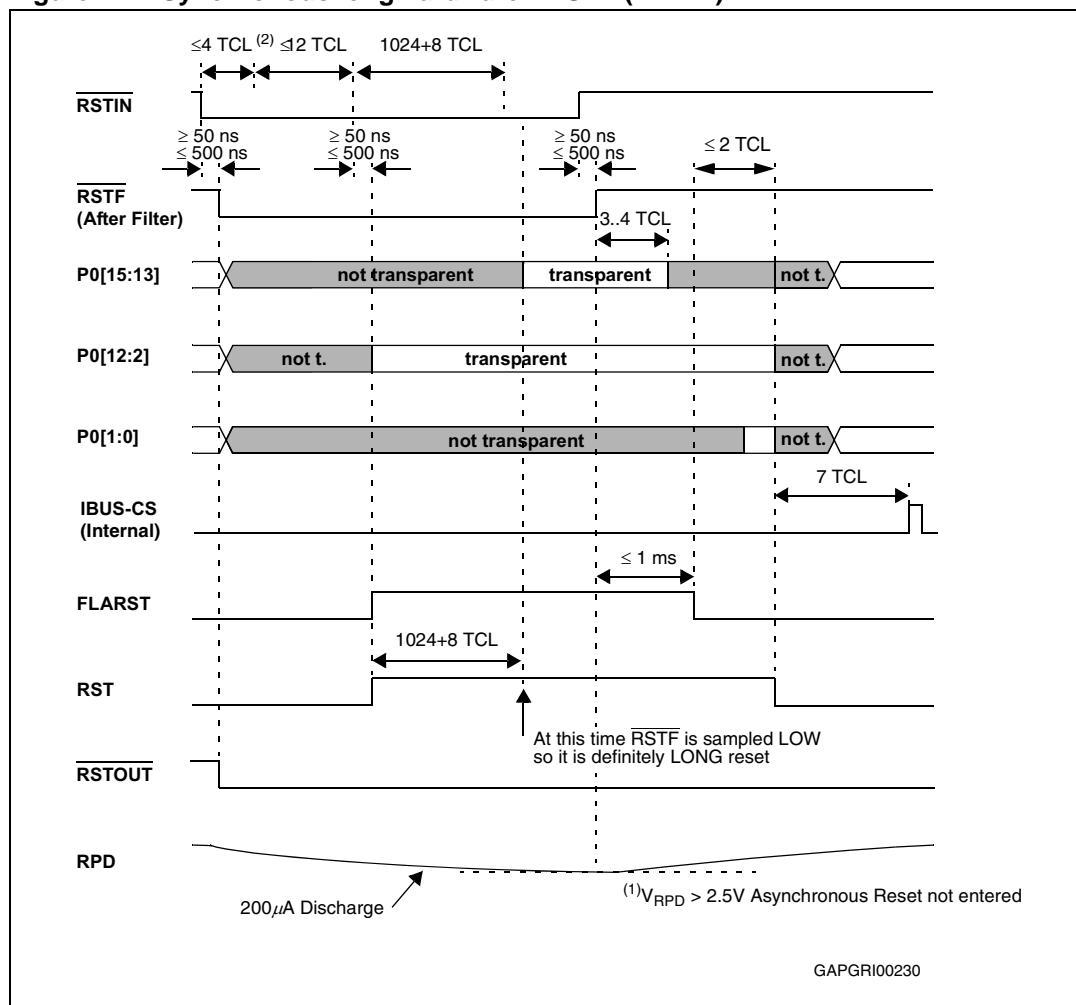 ≤4 TCL (2) ≤12 TCL 1024+8 TCL
RSTIN
≥ 50 ns ≥ 50 ns ≥ 50 ns
≤ 500 ns ≤ 500 ns ≤ 500 ns ≤ 2 TCL
RSTF
(After Filter)
3..4 TCL
P0[15:13] not transparent transparent not t.
P0[12:2] not t. transparent not t.
P0[1:0] not transparent not t.
7 TCL
IBUS-CS
(Internal)
≤ 1 ms
FLARST
1024+8 TCL
RST
At this time RSTF is sampled LOW
so it is definitely LONG reset
RSTOUT
RPD
200μA Discharge
(1)VRPD > 2.5V Asynchronous Reset not entered
GAPGRI00230